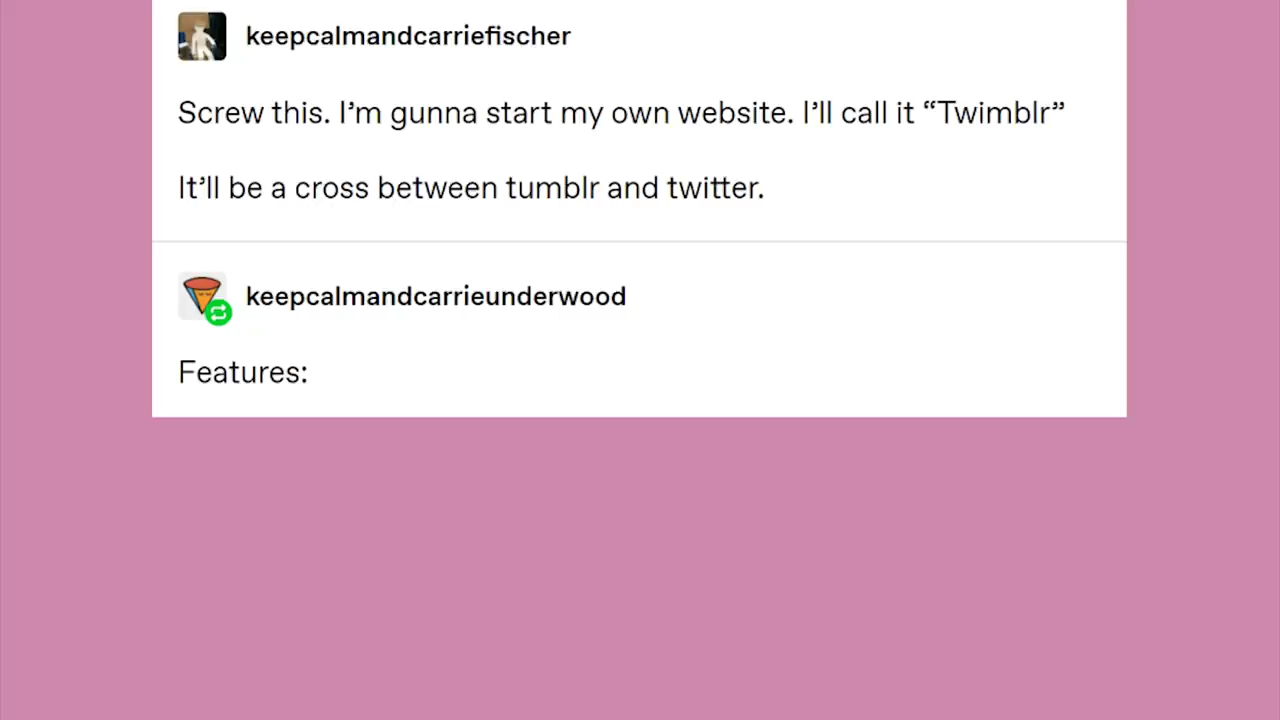 keepcalmandcarriefischer
Screw this. I’m gunna start my own website. I’ll call it “Twimblr”
It’ll be a cross between tumblr and twitter.
keepcalmandcarrieunderwood
Features: